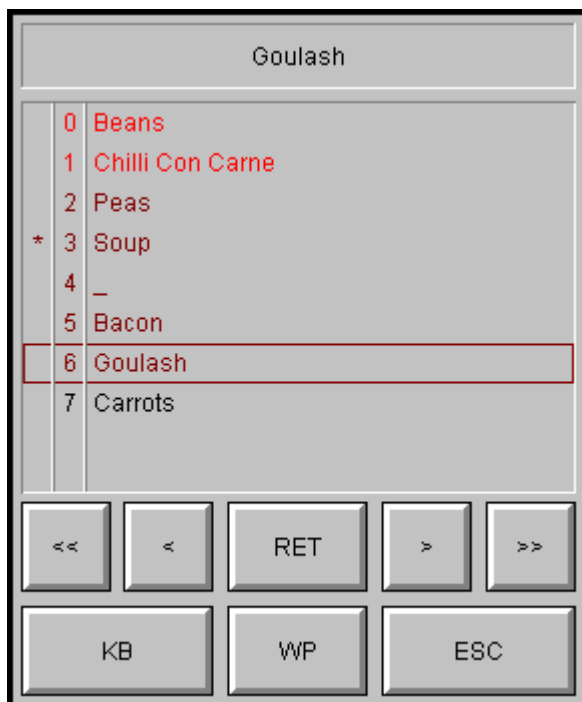 Goulash
0 Beans
1 Chilli Con Carne
2 Peas
* 3 Soup
4 _
5 Bacon
6 Goulash
7 Carrots
<< < RET > >>
KB WP ESC